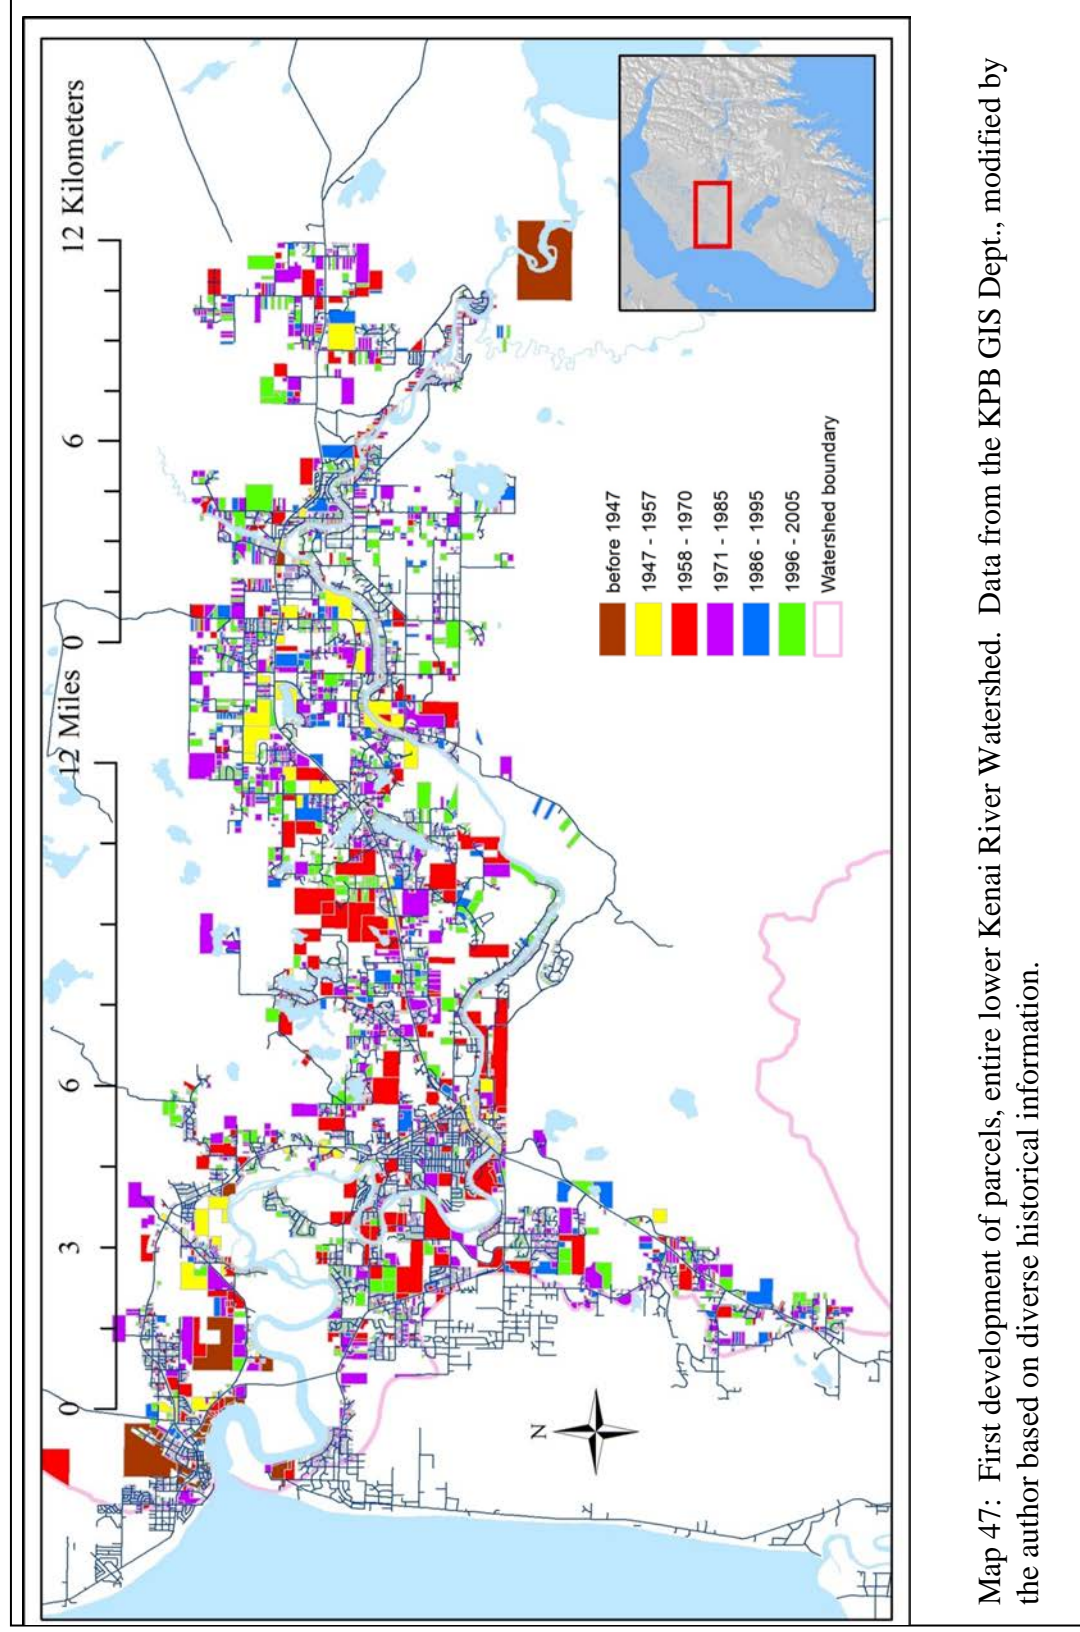 0 3 6 12 Miles
0 6 12 Kilometers
N
before 1947
1947 - 1957
1958 - 1970
1971 - 1985
1986 - 1995
1996 - 2005
Watershed boundary
Map 47: First development of parcels, entire lower Kenai River Watershed. Data from the KPB GIS Dept., modified by
the author based on diverse historical information.